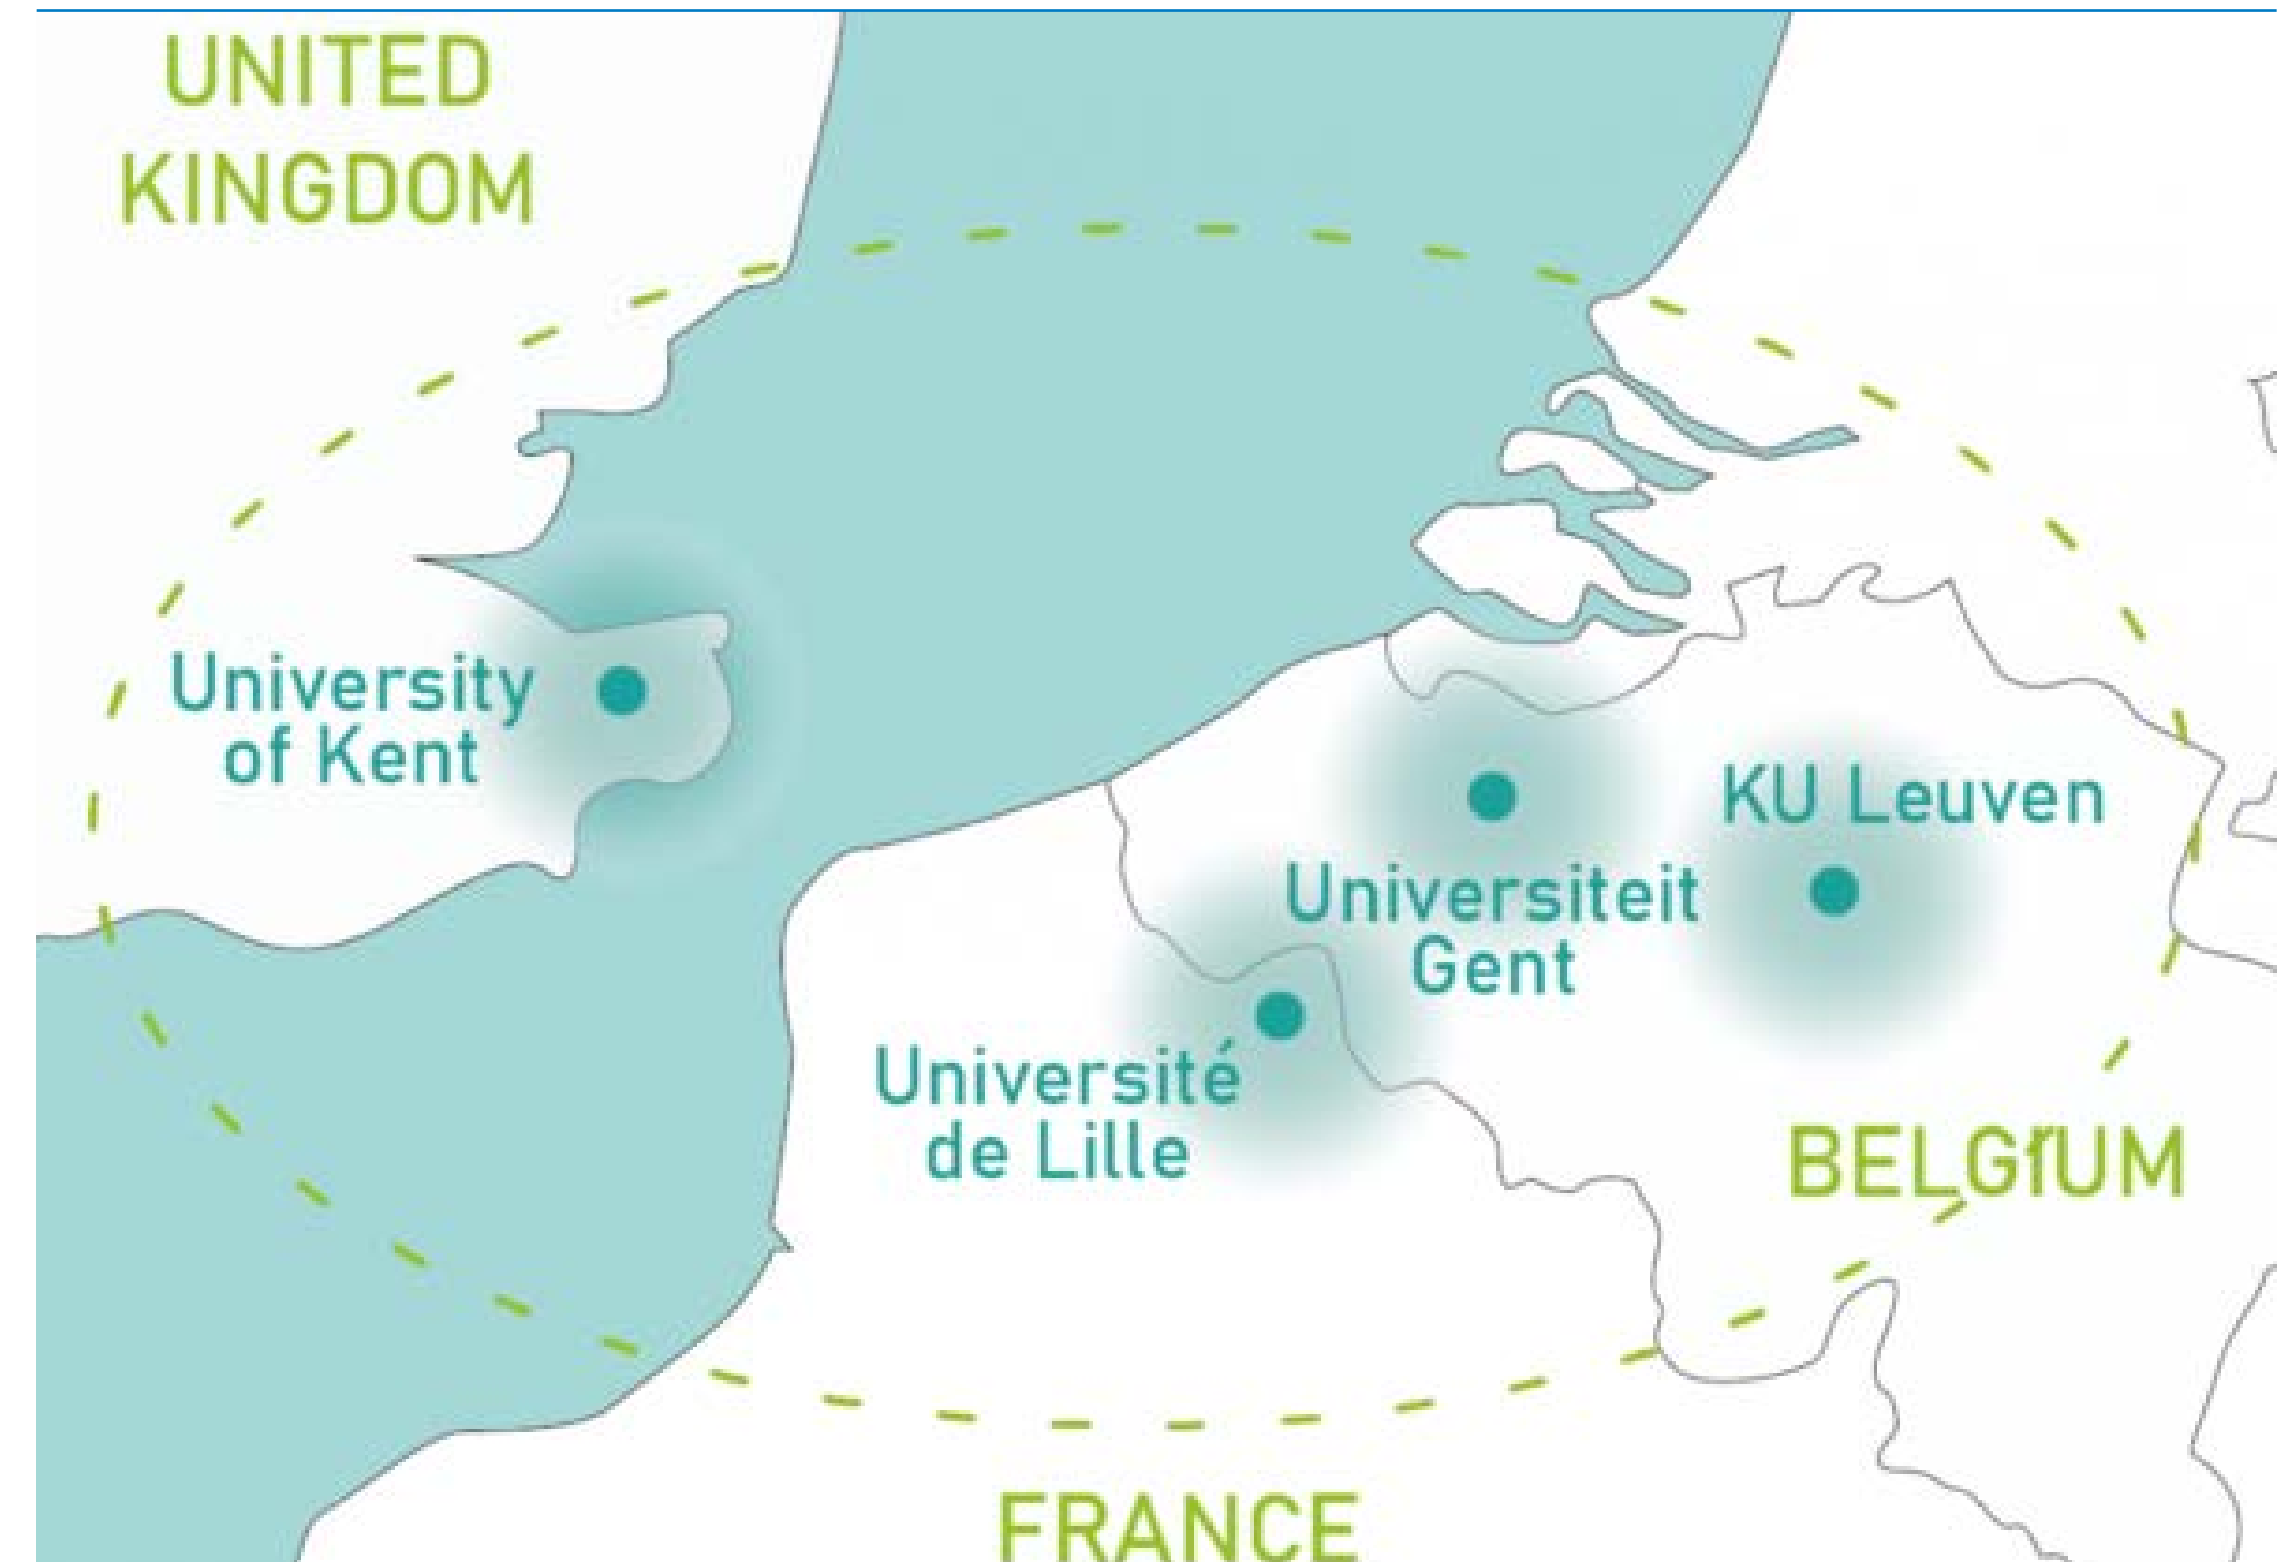 UNITED
KINGDOM
University
of Kent
KU Leuven
Universiteit
Gent
Université
de Lille
BELGIUM
FRANCE